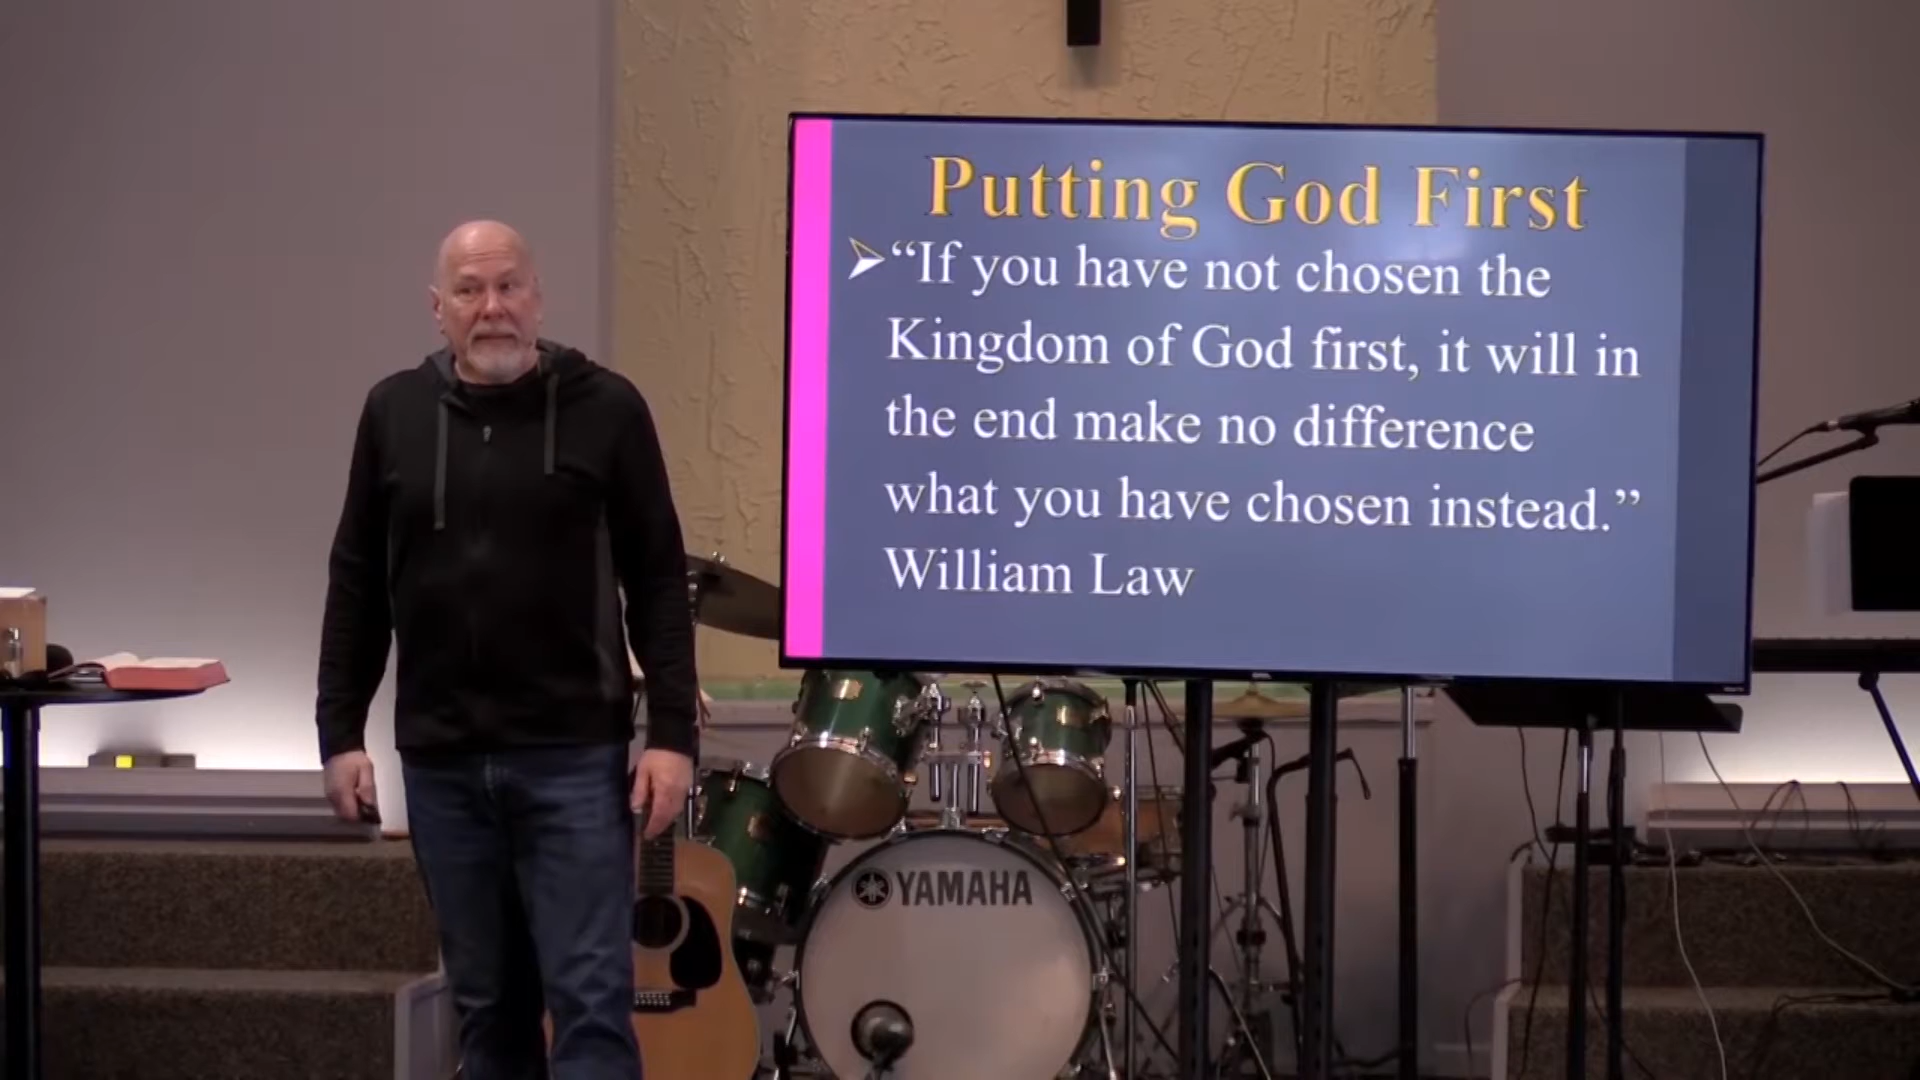 Putting God First
“If you have not chosen the
Kingdom of God first, it will in
the end make no difference
what you have chosen instead.”
William Law
YAMAHA